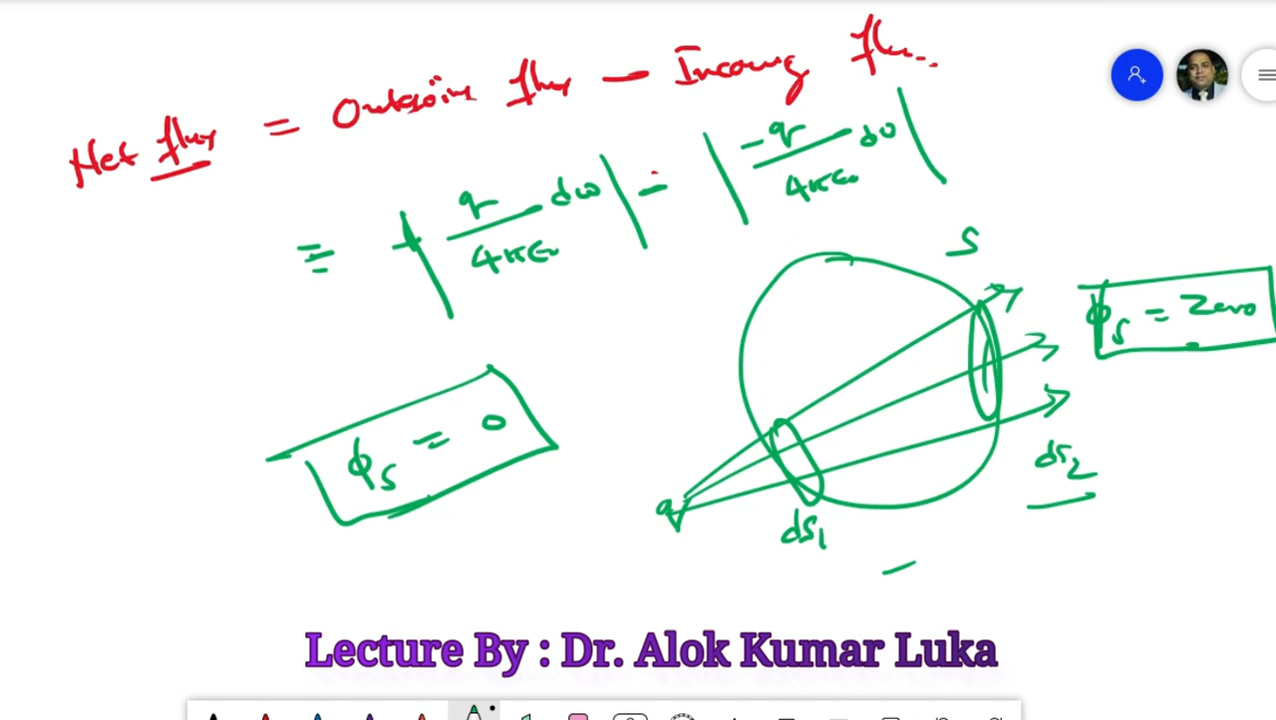 Net flux = Outgoing flux − Incoming flux..
= |+ q/4πε₀ dω| − |−q/4πε₀ dω|
S
ϕs = Zero
ϕs = 0
q
dS₁
dS₂
Lecture By : Dr. Alok Kumar Luka